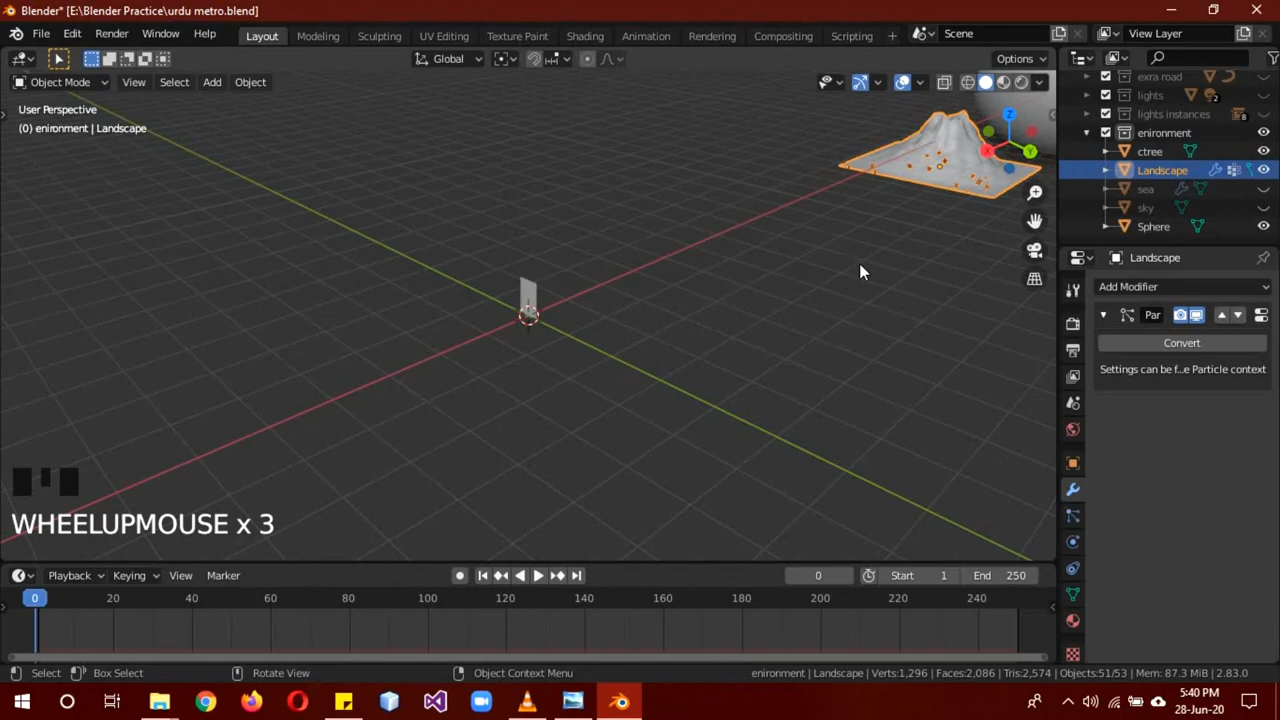 Blender* [E:\Blender Practice\urdu metro.blend]
File Edit Render Window Help Layout Modeling Sculpting UV Editing Texture Paint Shading Animation Rendering Compositing Scripting Scene View Layer
Global Options
Object Mode View Select Add Object
User Perspective
(0) enironment | Landscape
Z
X
Y
exra road
lights 2
lights instances 8
enironment
ctree
Landscape
sea
sky
Sphere
Landscape
Add Modifier
Par
Convert
Settings can be f...e Particle context
WHEELUPMOUSE x 3
Playback Keying View Marker 0 Start 1 End 250
0 20 40 60 80 100 120 140 160 180 200 220 240
Select Box Select Rotate View Object Context Menu enironment | Landscape | Verts:1,296 | Faces:2,086 | Tris:2,574 | Objects:51/53 | Mem: 87.3 MiB | 2.83.0
5:40 PM
28-Jun-20